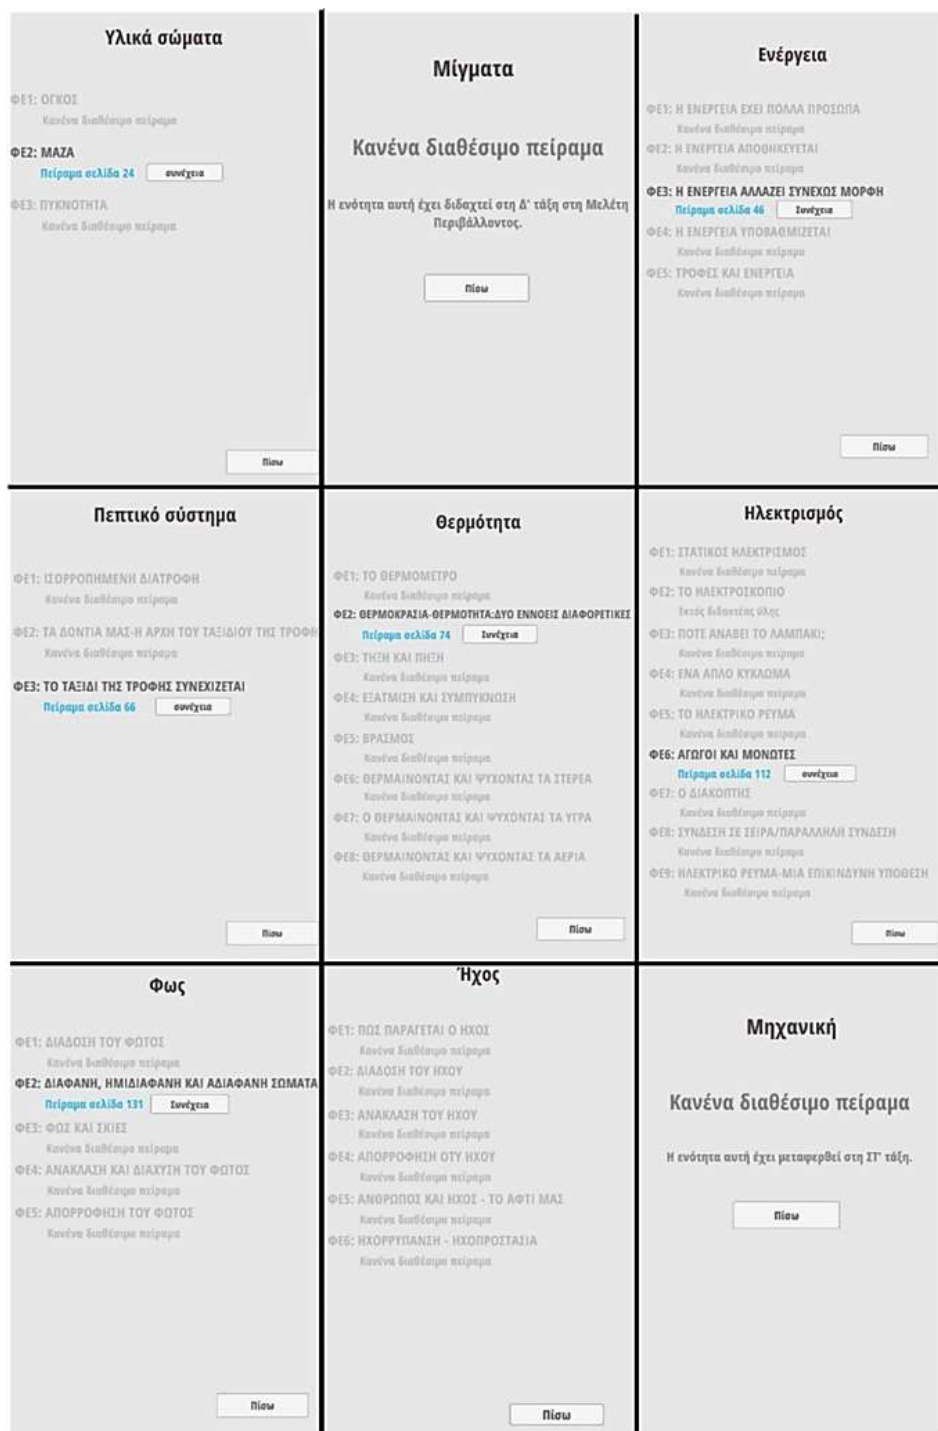 Υλικά σώματα
ΦΕ1: ΟΓΚΟΣ
Κανένα διαθέσιμο πείραμα
ΦΕ2: ΜΑΖΑ
Πείραμα σελίδα 24 συνέχεια
ΦΕ3: ΠΥΚΝΟΤΗΤΑ
Κανένα διαθέσιμο πείραμα
Πίσω
Μίγματα
Κανένα διαθέσιμο πείραμα
Η ενότητα αυτή έχει διδαχτεί στη Δ' τάξη στη Μελέτη
Περιβάλλοντος.
Πίσω
Ενέργεια
ΦΕ1: Η ΕΝΕΡΓΕΙΑ ΕΧΕΙ ΠΟΛΛΑ ΠΡΟΣΩΠΑ
Κανένα διαθέσιμο πείραμα
ΦΕ2: Η ΕΝΕΡΓΕΙΑ ΑΠΟΘΗΚΕΥΕΤΑΙ
Κανένα διαθέσιμο πείραμα
ΦΕ3: Η ΕΝΕΡΓΕΙΑ ΑΛΛΑΖΕΙ ΣΥΝΕΧΩΣ ΜΟΡΦΗ
Πείραμα σελίδα 46 Συνέχεια
ΦΕ4: Η ΕΝΕΡΓΕΙΑ ΥΠΟΒΑΘΜΙΖΕΤΑΙ
Κανένα διαθέσιμο πείραμα
ΦΕ5: ΤΡΟΦΕΣ ΚΑΙ ΕΝΕΡΓΕΙΑ
Κανένα διαθέσιμο πείραμα
Πίσω
Πεπτικό σύστημα
ΦΕ1: ΙΣΟΡΡΟΠΗΜΕΝΗ ΔΙΑΤΡΟΦΗ
Κανένα διαθέσιμο πείραμα
ΦΕ2: ΤΑ ΔΟΝΤΙΑ ΜΑΣ-Η ΑΡΧΗ ΤΟΥ ΤΑΞΙΔΙΟΥ ΤΗΣ ΤΡΟΦΗ
Κανένα διαθέσιμο πείραμα
ΦΕ3: ΤΟ ΤΑΞΙΔΙ ΤΗΣ ΤΡΟΦΗΣ ΣΥΝΕΧΙΖΕΤΑΙ
Πείραμα σελίδα 66 συνέχεια
Πίσω
Θερμότητα
ΦΕ1: ΤΟ ΘΕΡΜΟΜΕΤΡΟ
Κανένα διαθέσιμο πείραμα
ΦΕ2: ΘΕΡΜΟΚΡΑΣΙΑ-ΘΕΡΜΟΤΗΤΑ:ΔΥΟ ΕΝΝΟΕΙΣ ΔΙΑΦΟΡΕΤΙΚΕΣ
Πείραμα σελίδα 74 Συνέχεια
ΦΕ3: ΤΗΞΗ ΚΑΙ ΠΗΞΗ
Κανένα διαθέσιμο πείραμα
ΦΕ4: ΕΞΑΤΜΙΣΗ ΚΑΙ ΣΥΜΠΥΚΝΩΣΗ
Κανένα διαθέσιμο πείραμα
ΦΕ5: ΒΡΑΣΜΟΣ
Κανένα διαθέσιμο πείραμα
ΦΕ6: ΘΕΡΜΑΙΝΟΝΤΑΣ ΚΑΙ ΨΥΧΟΝΤΑΣ ΤΑ ΣΤΕΡΕΑ
Κανένα διαθέσιμο πείραμα
ΦΕ7: Ο ΘΕΡΜΑΙΝΟΝΤΑΣ ΚΑΙ ΨΥΧΟΝΤΑΣ ΤΑ ΥΓΡΑ
Κανένα διαθέσιμο πείραμα
ΦΕ8: ΘΕΡΜΑΙΝΟΝΤΑΣ ΚΑΙ ΨΥΧΟΝΤΑΣ ΤΑ ΑΕΡΙΑ
Κανένα διαθέσιμο πείραμα
Πίσω
Ηλεκτρισμός
ΦΕ1: ΣΤΑΤΙΚΟΣ ΗΛΕΚΤΡΙΣΜΟΣ
Κανένα διαθέσιμο πείραμα
ΦΕ2: ΤΟ ΗΛΕΚΤΡΟΣΚΟΠΙΟ
Εκτός διδακτέας ύλης
ΦΕ3: ΠΟΤΕ ΑΝΑΒΕΙ ΤΟ ΛΑΜΠΑΚΙ;
Κανένα διαθέσιμο πείραμα
ΦΕ4: ΕΝΑ ΑΠΛΟ ΚΥΚΛΩΜΑ
Κανένα διαθέσιμο πείραμα
ΦΕ5: ΤΟ ΗΛΕΚΤΡΙΚΟ ΡΕΥΜΑ
Κανένα διαθέσιμο πείραμα
ΦΕ6: ΑΓΩΓΟΙ ΚΑΙ ΜΟΝΩΤΕΣ
Πείραμα σελίδα 112 συνέχεια
ΦΕ7: Ο ΔΙΑΚΟΠΤΗΣ
Κανένα διαθέσιμο πείραμα
ΦΕ8: ΣΥΝΔΕΣΗ ΣΕ ΣΕΙΡΑ/ΠΑΡΑΛΛΗΛΗ ΣΥΝΔΕΣΗ
Κανένα διαθέσιμο πείραμα
ΦΕ9: ΗΛΕΚΤΡΙΚΟ ΡΕΥΜΑ-ΜΙΑ ΕΠΙΚΙΝΔΥΝΗ ΥΠΟΘΕΣΗ
Κανένα διαθέσιμο πείραμα
Πίσω
Φως
ΦΕ1: ΔΙΑΔΟΣΗ ΤΟΥ ΦΩΤΟΣ
Κανένα διαθέσιμο πείραμα
ΦΕ2: ΔΙΑΦΑΝΗ, ΗΜΙΔΙΑΦΑΝΗ ΚΑΙ ΑΔΙΑΦΑΝΗ ΣΩΜΑΤΑ
Πείραμα σελίδα 131 Συνέχεια
ΦΕ3: ΦΩΣ ΚΑΙ ΣΚΙΕΣ
Κανένα διαθέσιμο πείραμα
ΦΕ4: ΑΝΑΚΛΑΣΗ ΚΑΙ ΔΙΑΧΥΣΗ ΤΟΥ ΦΩΤΟΣ
Κανένα διαθέσιμο πείραμα
ΦΕ5: ΑΠΟΡΡΟΦΗΣΗ ΤΟΥ ΦΩΤΟΣ
Κανένα διαθέσιμο πείραμα
Πίσω
Ήχος
ΦΕ1: ΠΩΣ ΠΑΡΑΓΕΤΑΙ Ο ΗΧΟΣ
Κανένα διαθέσιμο πείραμα
ΦΕ2: ΔΙΑΔΟΣΗ ΤΟΥ ΗΧΟΥ
Κανένα διαθέσιμο πείραμα
ΦΕ3: ΑΝΑΚΛΑΣΗ ΤΟΥ ΗΧΟΥ
Κανένα διαθέσιμο πείραμα
ΦΕ4: ΑΠΟΡΡΟΦΗΣΗ ΟΤΥ ΗΧΟΥ
Κανένα διαθέσιμο πείραμα
ΦΕ5: ΑΝΘΡΩΠΟΣ ΚΑΙ ΗΧΟΣ - ΤΟ ΑΦΤΙ ΜΑΣ
Κανένα διαθέσιμο πείραμα
ΦΕ6: ΗΧΟΡΡΥΠΑΝΣΗ - ΗΧΟΠΡΟΣΤΑΣΙΑ
Κανένα διαθέσιμο πείραμα
Πίσω
Μηχανική
Κανένα διαθέσιμο πείραμα
Η ενότητα αυτή έχει μεταφερθεί στη ΣΤ' τάξη.
Πίσω